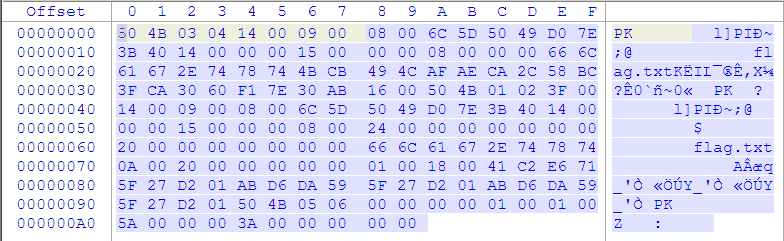 Offset 0 1 2 3 4 5 6 7 8 9 A B C D E F
00000000 50 4B 03 04 14 00 09 00 08 00 6C 5D 50 49 D0 7E PK l]PIÐ~
00000010 3B 40 14 00 00 00 15 00 00 00 08 00 00 00 66 6C ;@ fl
00000020 61 67 2E 74 78 74 4B CB 49 4C AF AE CA 2C 58 BC ag.txtKËIL¯®Ê,X¼
00000030 3F CA 30 60 F1 7E 30 AB 16 00 50 4B 01 02 3F 00 ?Ê0`ñ~0« PK ?
00000040 14 00 09 00 08 00 6C 5D 50 49 D0 7E 3B 40 14 00 l]PIÐ~;@
00000050 00 00 15 00 00 00 08 00 24 00 00 00 00 00 00 00 $
00000060 20 00 00 00 00 00 00 00 66 6C 61 67 2E 74 78 74 flag.txt
00000070 0A 00 20 00 00 00 00 00 01 00 18 00 41 C2 E6 71 AÂæq
00000080 5F 27 D2 01 AB D6 DA 59 5F 27 D2 01 AB D6 DA 59 _'Ò «ÖÚY_'Ò «ÖÚY
00000090 5F 27 D2 01 50 4B 05 06 00 00 00 00 01 00 01 00 _'Ò PK
000000A0 5A 00 00 00 3A 00 00 00 00 00 Z :